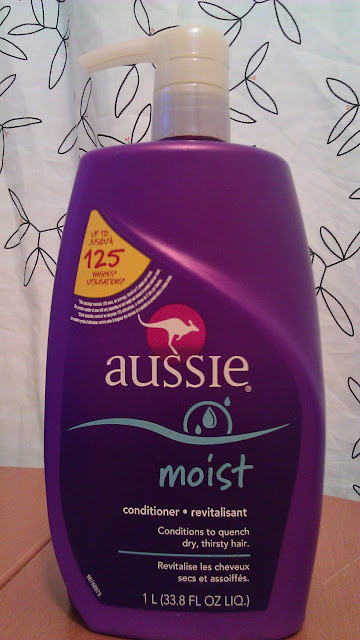 UP TO
JUSQU'À
125
WASHES*
UTILISATIONS*
aussie®
moist
conditioner • revitalisant
Conditions to quench
dry, thirsty hair.
Revitalise les cheveux
secs et assoiffés.
1 L (33.8 FL OZ LIQ.)